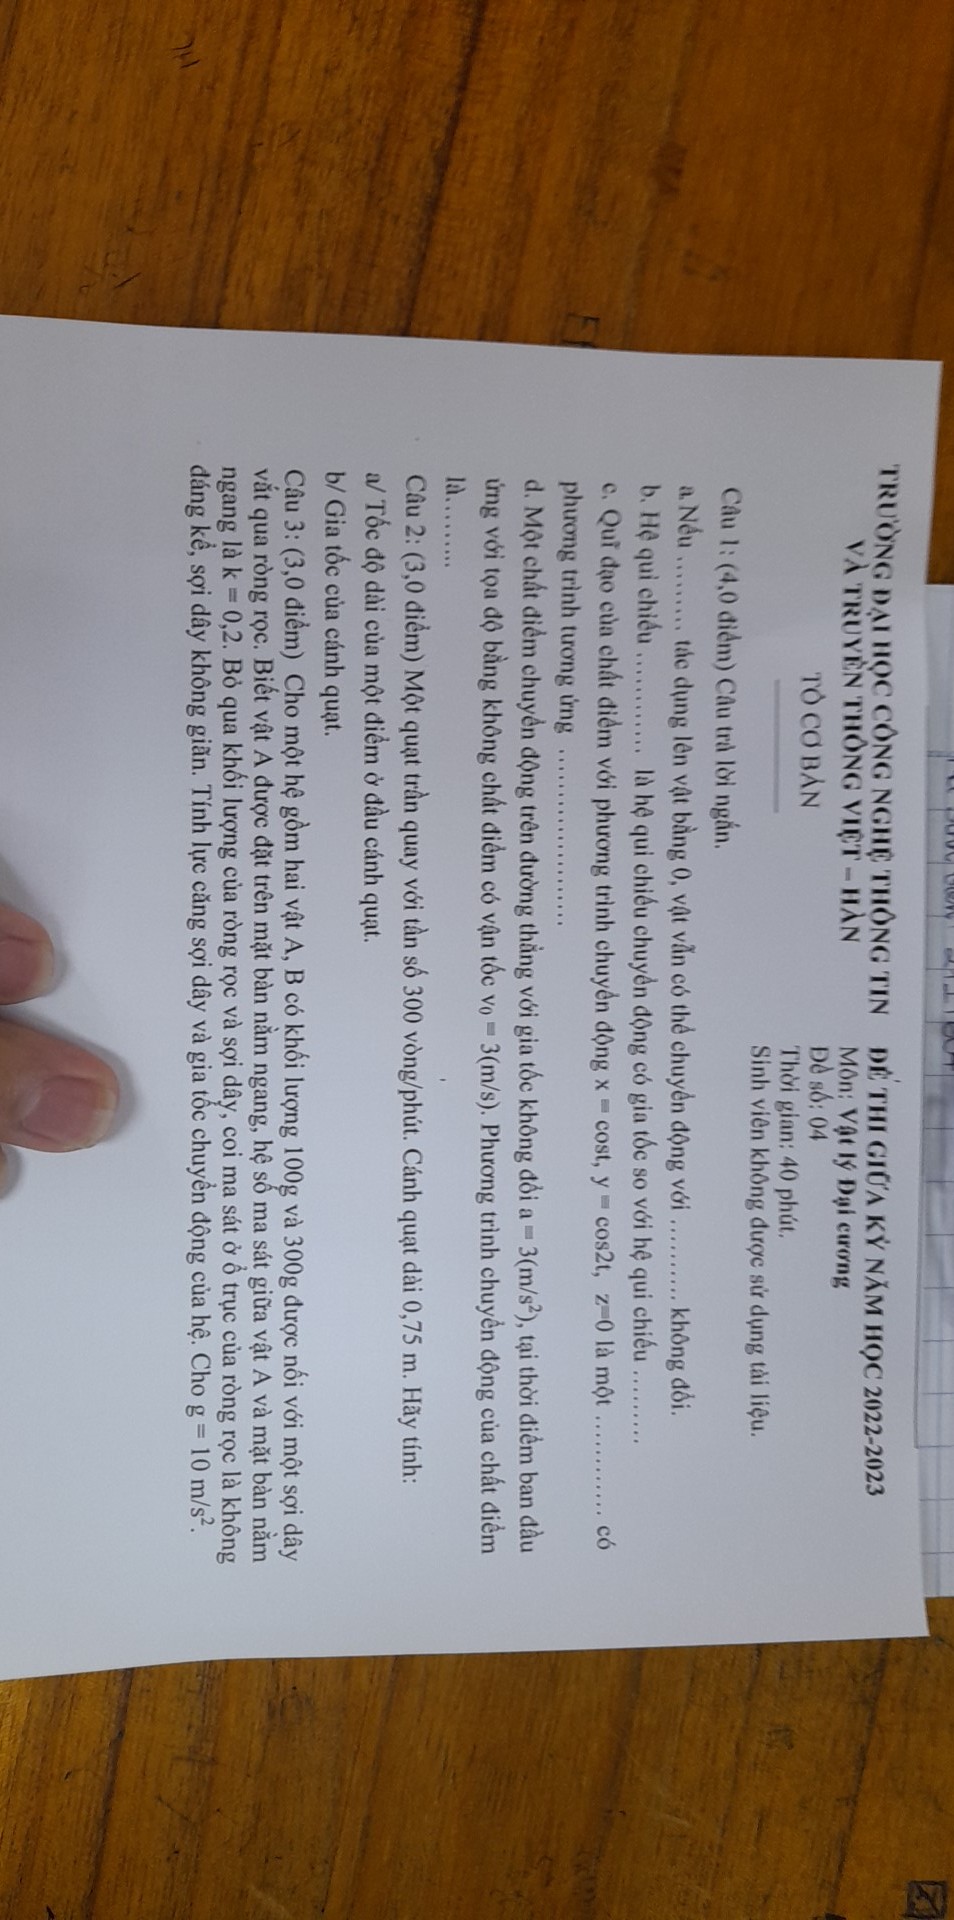 TRƯỜNG ĐẠI HỌC CÔNG NGHỆ THÔNG TIN
VÀ TRUYỀN THÔNG VIỆT – HÀN
TỔ CƠ BẢN
ĐỀ THI GIỮA KỲ NĂM HỌC 2022-2023
Môn: Vật lý Đại cương
Đề số: 04
Thời gian: 40 phút.
Sinh viên không được sử dụng tài liệu.
Câu 1: (4,0 điểm) Câu trả lời ngắn.
a. Nếu ......... tác dụng lên vật bằng 0, vật vẫn có thể chuyển động với .......... không đổi.
b. Hệ qui chiếu ............ là hệ qui chiếu chuyển động có gia tốc so với hệ qui chiếu .........
c. Quĩ đạo của chất điểm với phương trình chuyển động x = cost, y = cos2t, z=0 là một ............ có
phương trình tương ứng .....................
d. Một chất điểm chuyển động trên đường thẳng với gia tốc không đổi a = 3(m/s²), tại thời điểm ban đầu
ứng với tọa độ bằng không chất điểm có vận tốc v₀ = 3(m/s). Phương trình chuyển động của chất điểm
là.........
Câu 2: (3,0 điểm) Một quạt trần quay với tần số 300 vòng/phút. Cánh quạt dài 0,75 m. Hãy tính:
a/ Tốc độ dài của một điểm ở đầu cánh quạt.
b/ Gia tốc của cánh quạt.
Câu 3: (3,0 điểm) Cho một hệ gồm hai vật A, B có khối lượng 100g và 300g được nối với một sợi dây
vắt qua ròng rọc. Biết vật A được đặt trên mặt bàn nằm ngang, hệ số ma sát giữa vật A và mặt bàn nằm
ngang là k = 0,2. Bỏ qua khối lượng của ròng rọc và sợi dây, coi ma sát ở ổ trục của ròng rọc là không
đáng kể, sợi dây không giãn. Tính lực căng sợi dây và gia tốc chuyển động của hệ. Cho g = 10 m/s².